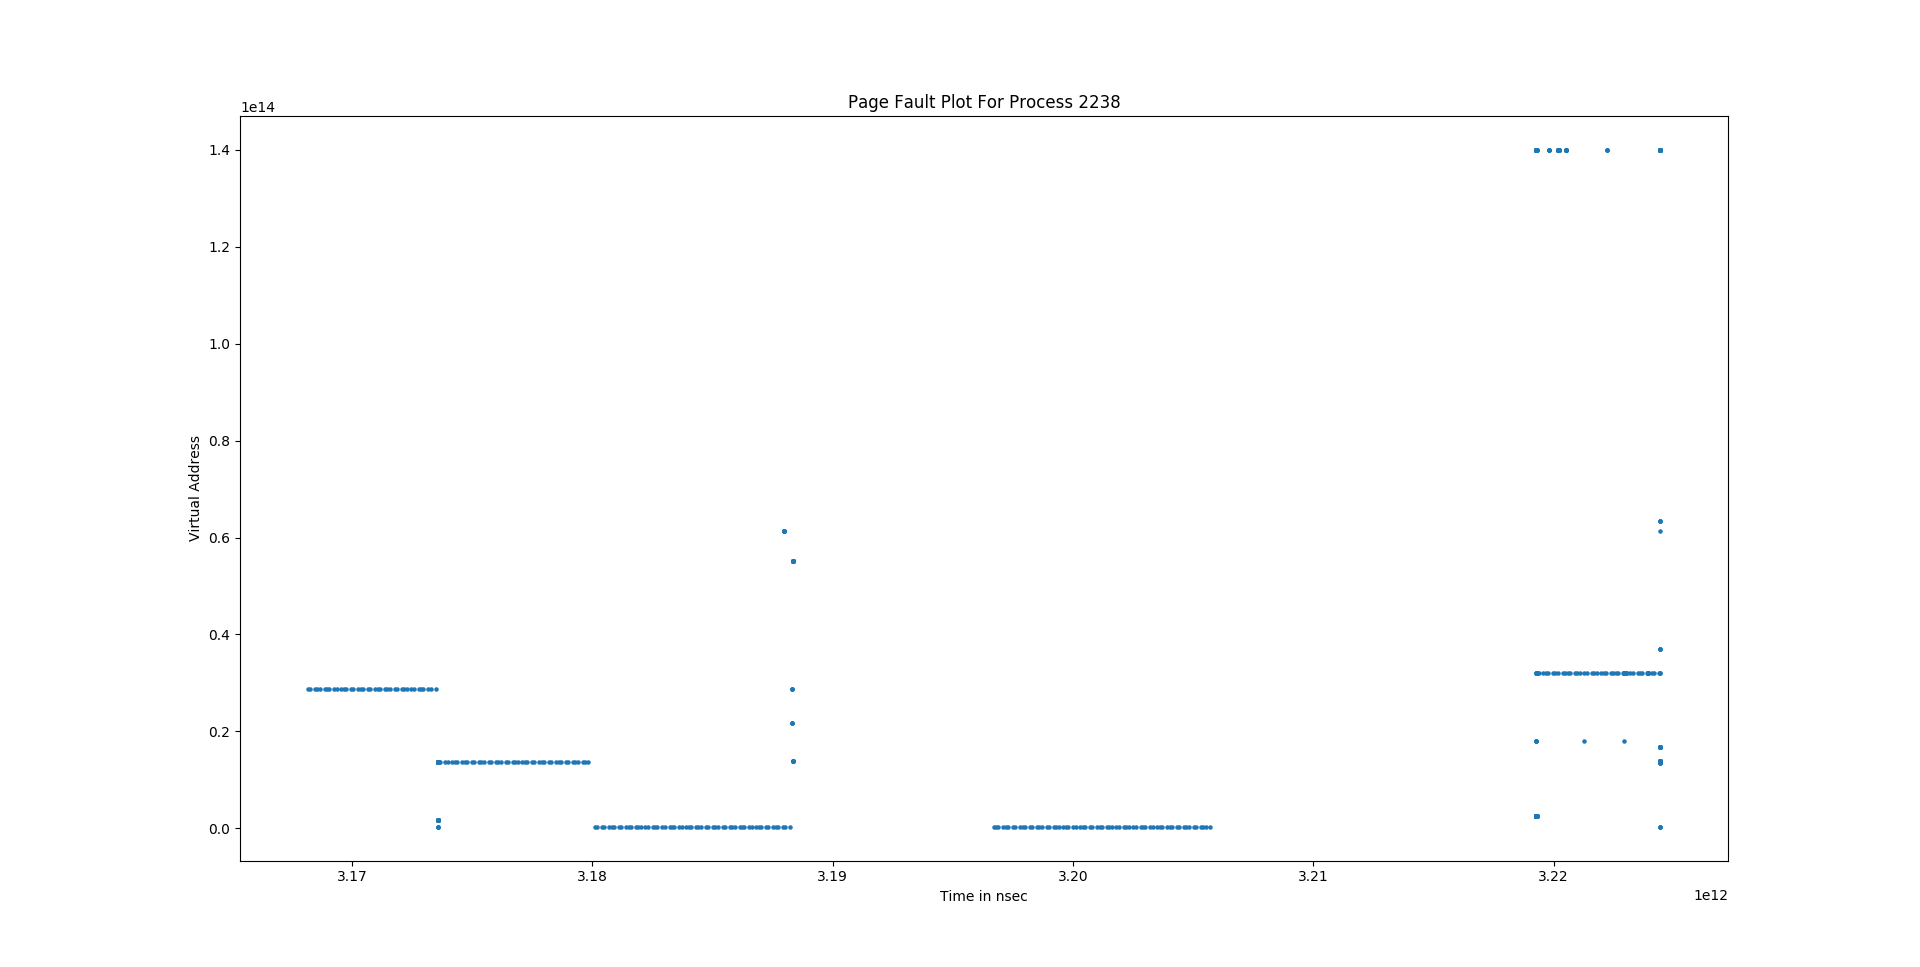 Page Fault Plot For Process 2238
1e14
1.4
1.2
1.0
0.8
0.6
0.4
0.2
0.0
Virtual Address
3.17 3.18 3.19 3.20 3.21 3.22
Time in nsec
1e12